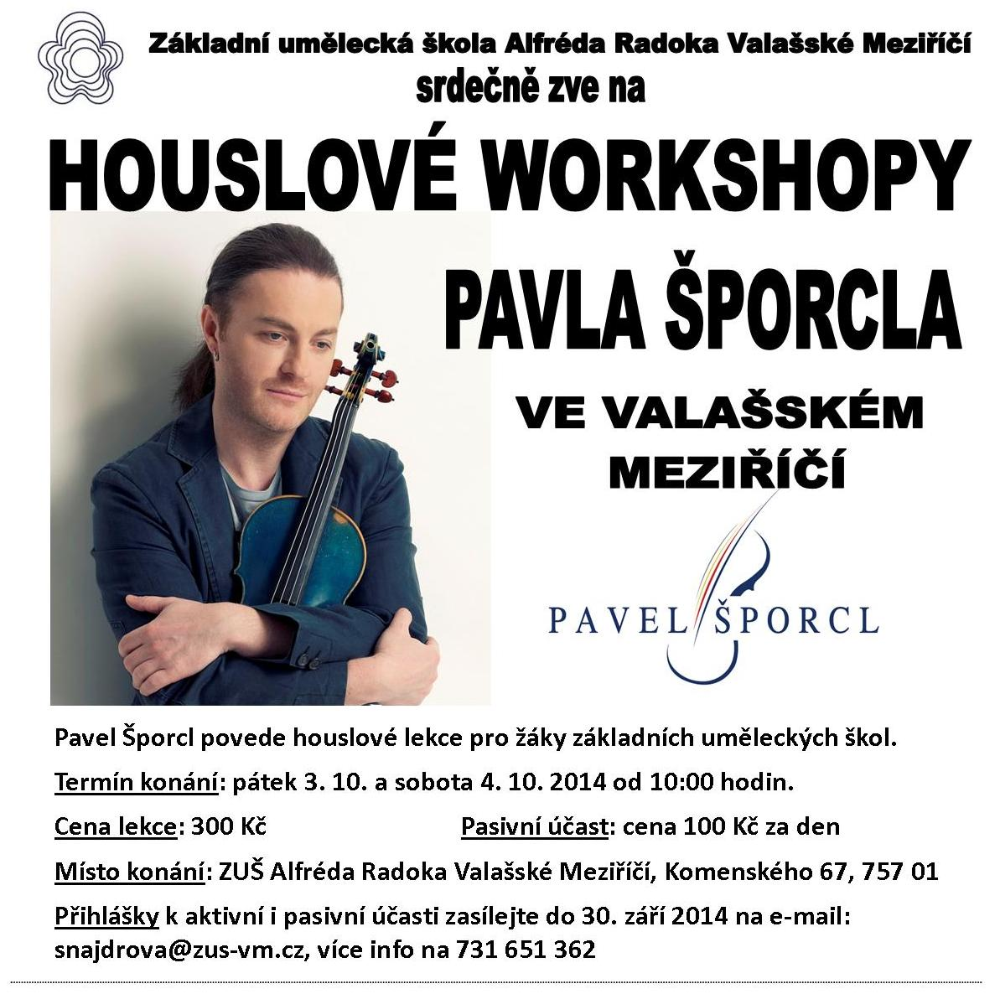 Základní umělecká škola Alfréda Radoka Valašské Meziříčí
srdečně zve na
HOUSLOVÉ WORKSHOPY
PAVLA ŠPORCLA
VE VALAŠSKÉM
MEZIŘÍČÍ
PAVEL ŠPORCL
Pavel Šporcl povede houslové lekce pro žáky základních uměleckých škol.
Termín konání: pátek 3. 10. a sobota 4. 10. 2014 od 10:00 hodin.
Cena lekce: 300 Kč Pasivní účast: cena 100 Kč za den
Místo konání: ZUŠ Alfréda Radoka Valašské Meziříčí, Komenského 67, 757 01
Přihlášky k aktivní i pasivní účasti zasílejte do 30. září 2014 na e-mail:
snajdrova@zus-vm.cz, více info na 731 651 362